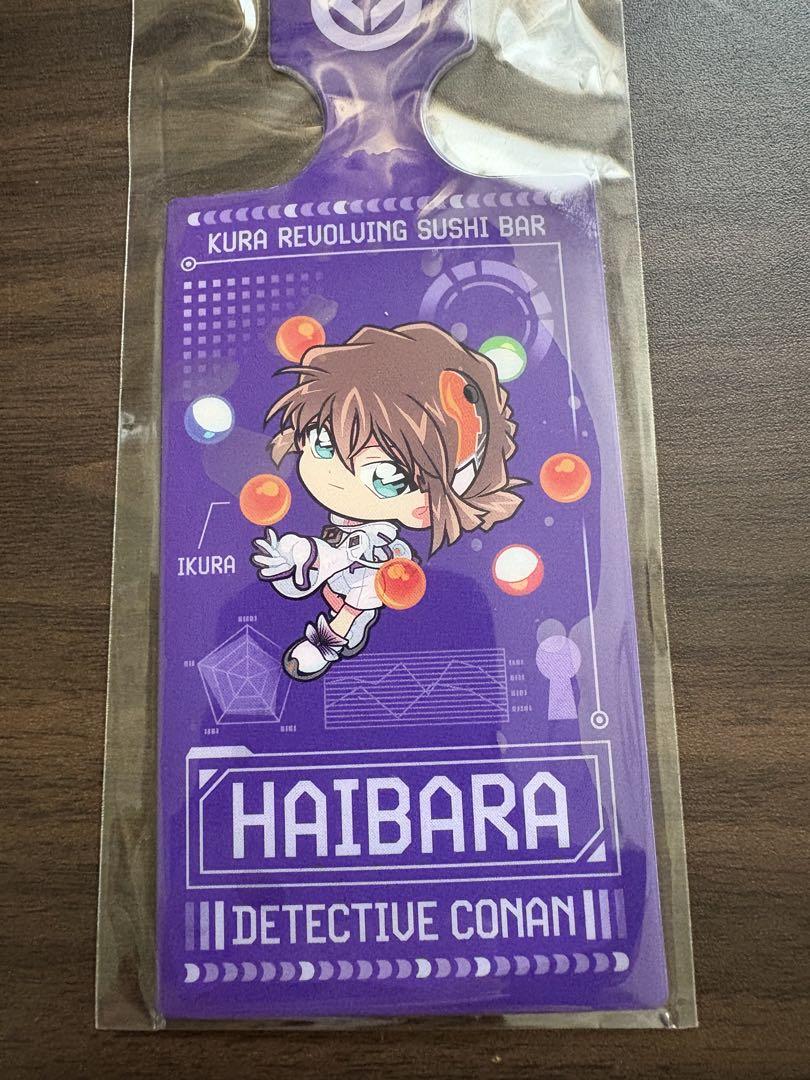 KURA REVOLVING SUSHI BAR
IKURA
HAIBARA
DETECTIVE CONAN